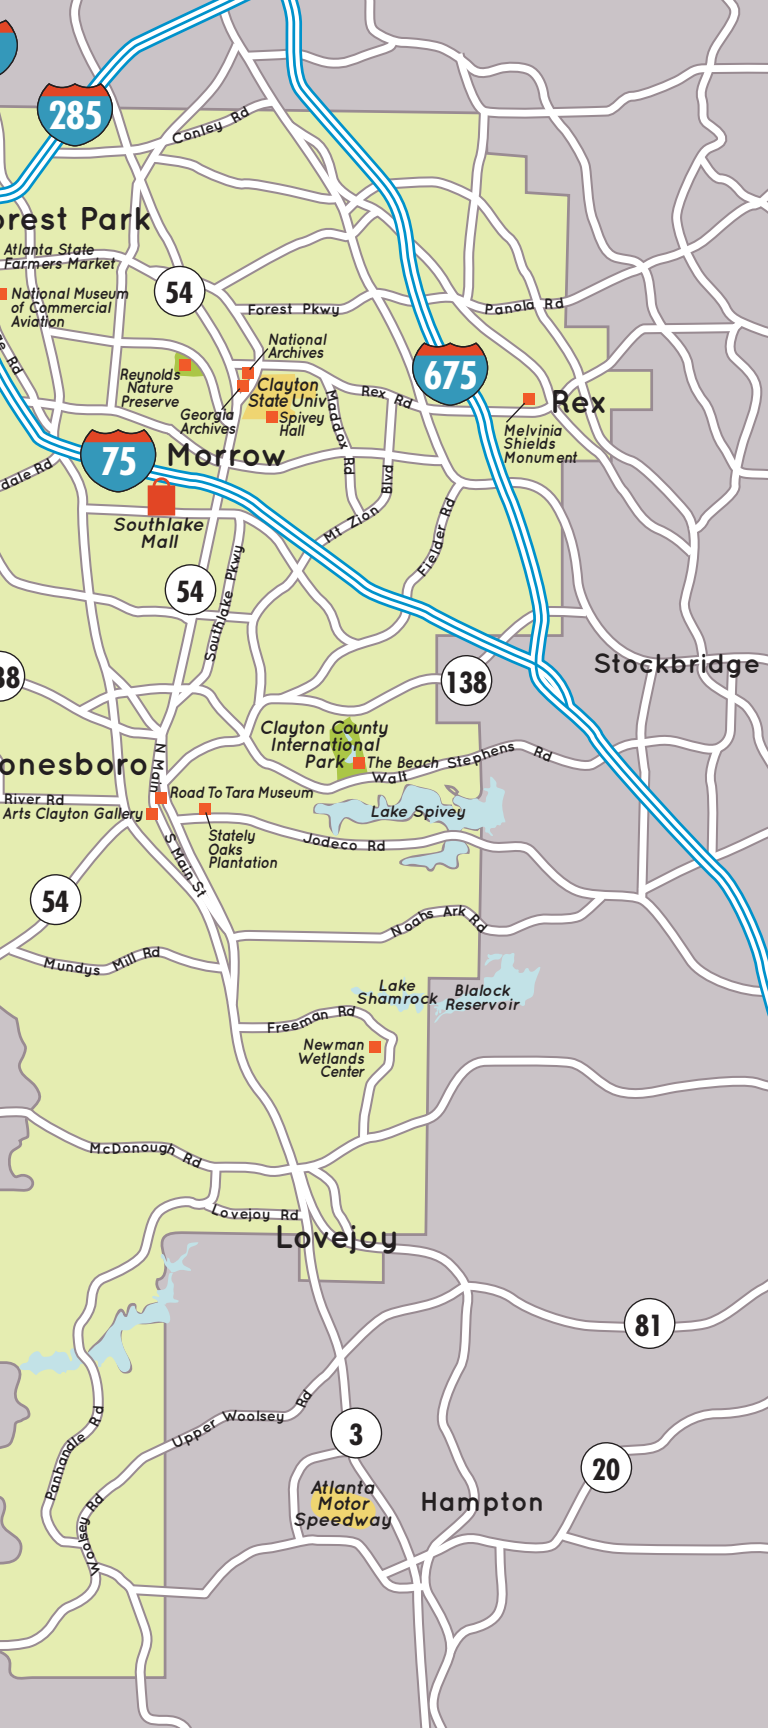 285
Conley Rd
orest Park
Atlanta State
Farmers Market
54
National Museum
of Commercial
Aviation
Forest Pkwy
Panola Rd
National
Archives
675
Reynolds
Nature
Preserve
Clayton
State Univ
Rex Rd
Rex
Georgia
Archives
Spivey
Hall
Maddox Rd
Melvinia
Shields
Monument
75
Morrow
dale Rd
Blvd
Southlake
Mall
Mt Zion
Fielder Rd
54
Southlake Pkwy
Stockbridge
38
138
Clayton County
International
Park
The Beach
Walt Stephens Rd
onesboro
N Main
River Rd
Road To Tara Museum
Arts Clayton Gallery
Lake Spivey
S Main St
Stately
Oaks
Plantation
Jodeco Rd
54
Noahs Ark Rd
Mundys Mill Rd
Lake
Shamrock
Blalock
Reservoir
Freeman Rd
Newman
Wetlands
Center
McDonough Rd
Lovejoy Rd
Lovejoy
81
Panhandle Rd
Upper Woolsey Rd
3
20
Atlanta
Motor
Speedway
Hampton
Woolsey Rd